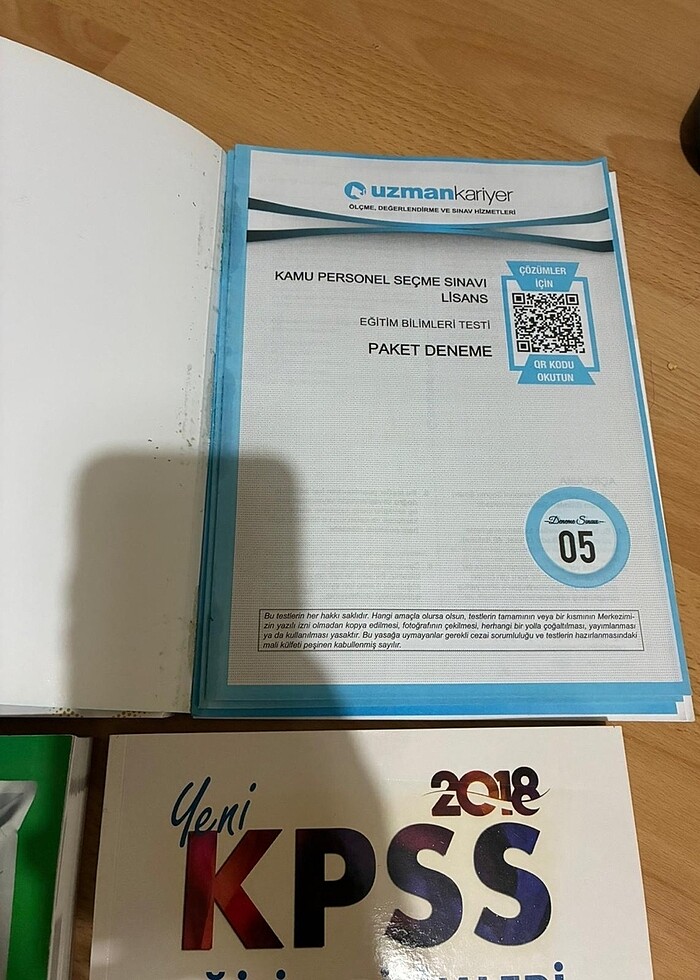 uzmankariyer
ÖLÇME, DEĞERLENDİRME VE SINAV HİZMETLERİ
KAMU PERSONEL SEÇME SINAVI
LİSANS
EĞİTİM BİLİMLERİ TESTİ
PAKET DENEME
ÇÖZÜMLER
İÇİN
QR KODU
OKUTUN
Deneme Sınavı
05
Bu testlerin her hakkı saklıdır. Hangi amaçla olursa olsun, testlerin tamamının veya bir kısmının Merkezimi-
zin yazılı izni olmadan kopya edilmesi, fotoğrafının çekilmesi, herhangi bir yolla çoğaltılması, yayımlanması
ya da kullanılması yasaktır. Bu yasağa uymayanlar gerekli cezai sorumluluğu ve testlerin hazırlanmasındaki
mali külfeti peşinen kabullenmiş sayılır.
2018
Yeni
KPSS